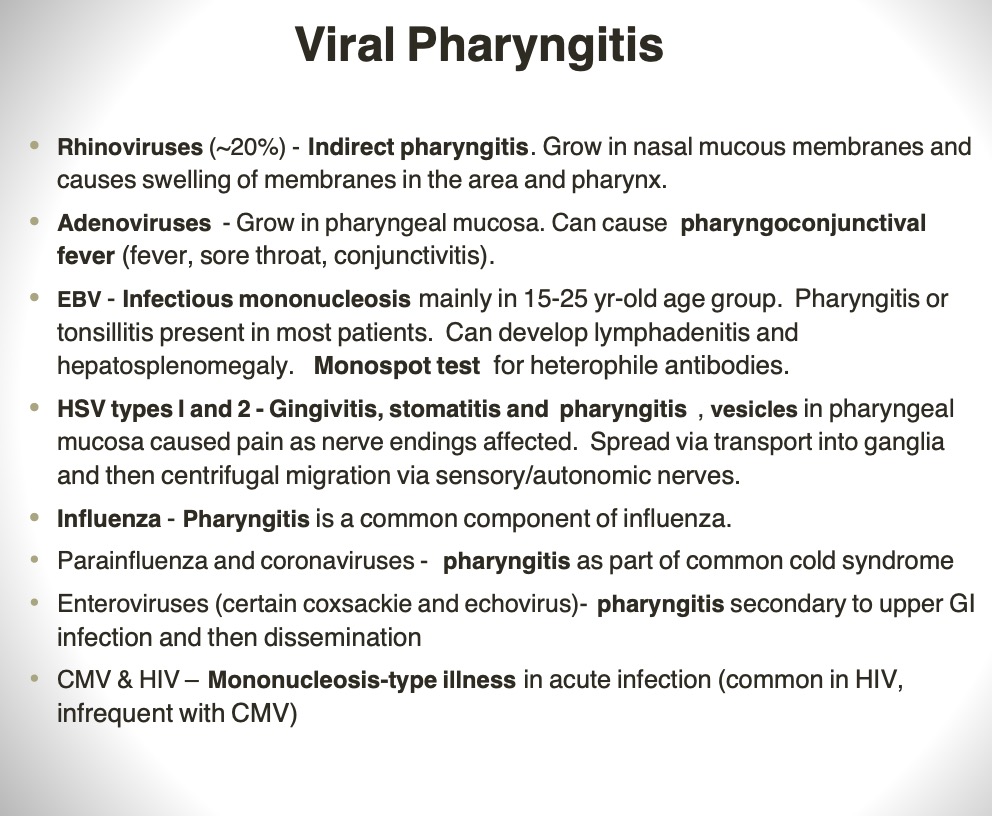 Viral Pharyngitis
• Rhinoviruses (~20%) - Indirect pharyngitis. Grow in nasal mucous membranes and
causes swelling of membranes in the area and pharynx.
• Adenoviruses - Grow in pharyngeal mucosa. Can cause pharyngoconjunctival
fever (fever, sore throat, conjunctivitis).
• EBV - Infectious mononucleosis mainly in 15-25 yr-old age group. Pharyngitis or
tonsillitis present in most patients. Can develop lymphadenitis and
hepatosplenomegaly. Monospot test for heterophile antibodies.
• HSV types I and 2 - Gingivitis, stomatitis and pharyngitis , vesicles in pharyngeal
mucosa caused pain as nerve endings affected. Spread via transport into ganglia
and then centrifugal migration via sensory/autonomic nerves.
• Influenza - Pharyngitis is a common component of influenza.
• Parainfluenza and coronaviruses - pharyngitis as part of common cold syndrome
• Enteroviruses (certain coxsackie and echovirus)- pharyngitis secondary to upper GI
infection and then dissemination
• CMV & HIV – Mononucleosis-type illness in acute infection (common in HIV,
infrequent with CMV)